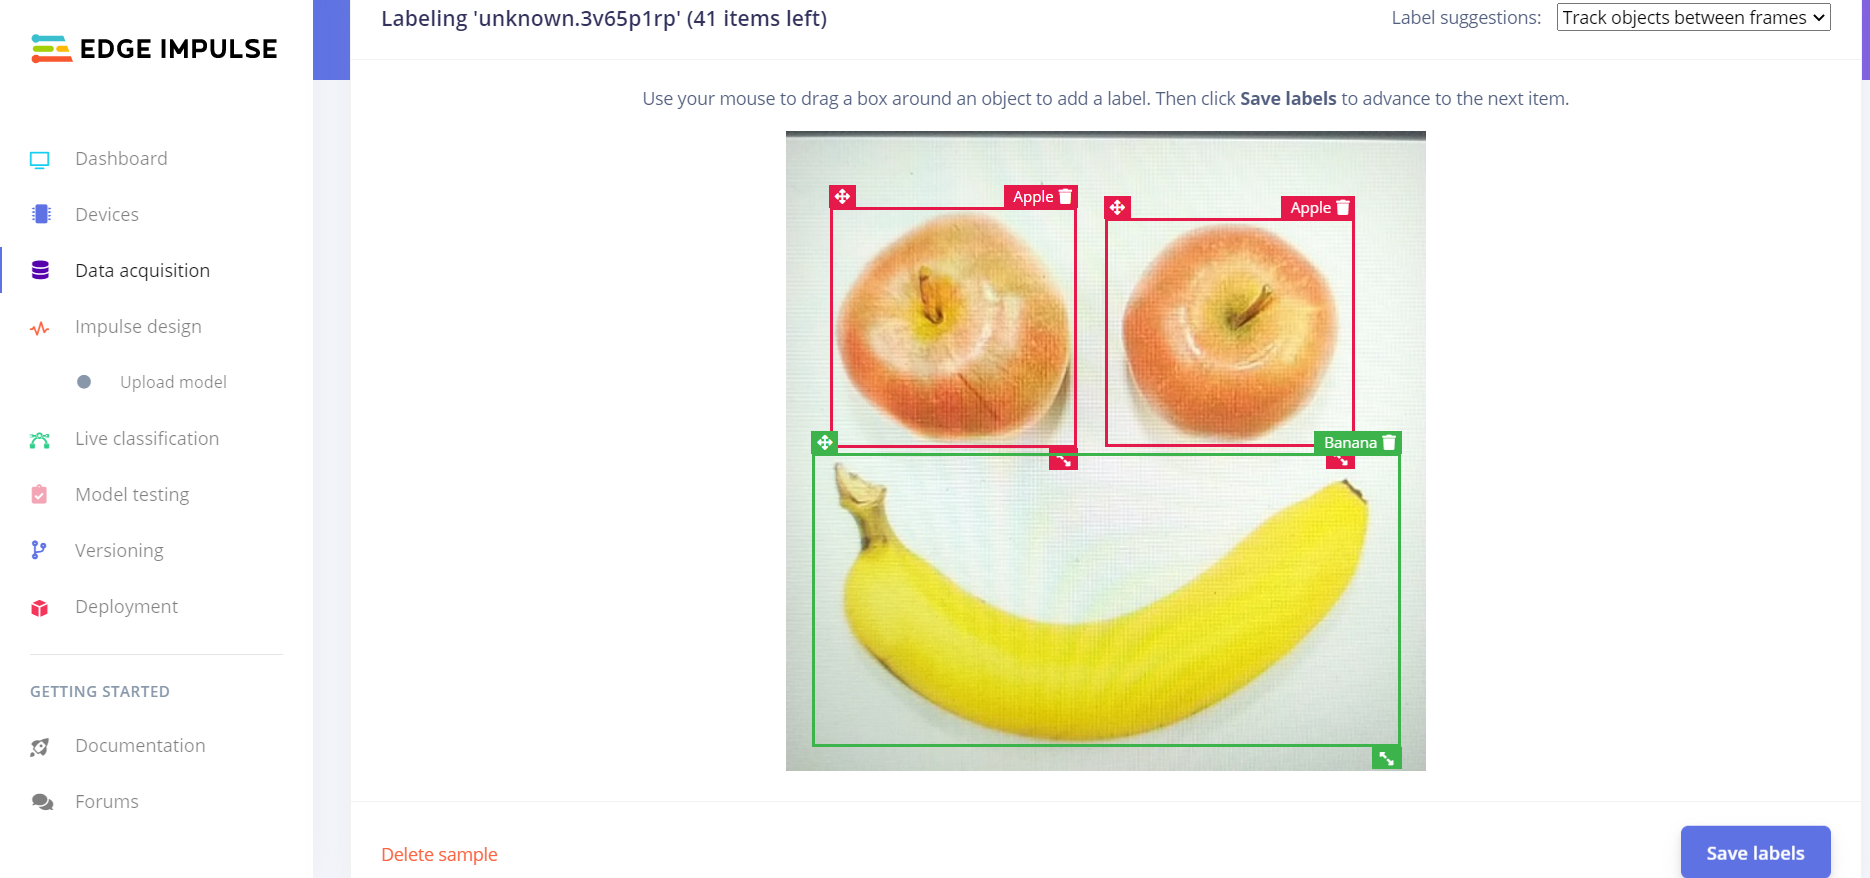 EDGE IMPULSE
Dashboard
Devices
Data acquisition
Impulse design
Upload model
Live classification
Model testing
Versioning
Deployment
GETTING STARTED
Documentation
Forums
Labeling 'unknown.3v65p1rp' (41 items left)
Label suggestions: Track objects between frames
Use your mouse to drag a box around an object to add a label. Then click Save labels to advance to the next item.
Apple
Apple
Banana
Delete sample
Save labels